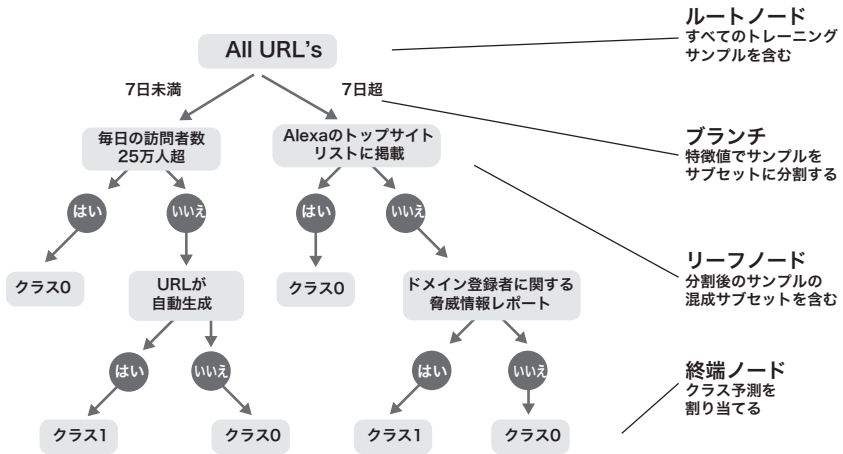 All URL's
7日未満
7日超
毎日の訪問者数
25万人超
Alexaのトップサイト
リストに掲載
はい
いいえ
はい
いいえ
クラス0
URLが
自動生成
クラス0
ドメイン登録者に関する
脅威情報レポート
はい
いいえ
はい
いいえ
クラス1
クラス0
クラス1
クラス0
ルートノード
すべてのトレーニング
サンプルを含む
ブランチ
特徴値でサンプルを
サブセットに分割する
リーフノード
分割後のサンプルの
混成サブセットを含む
終端ノード
クラス予測を
割り当てる